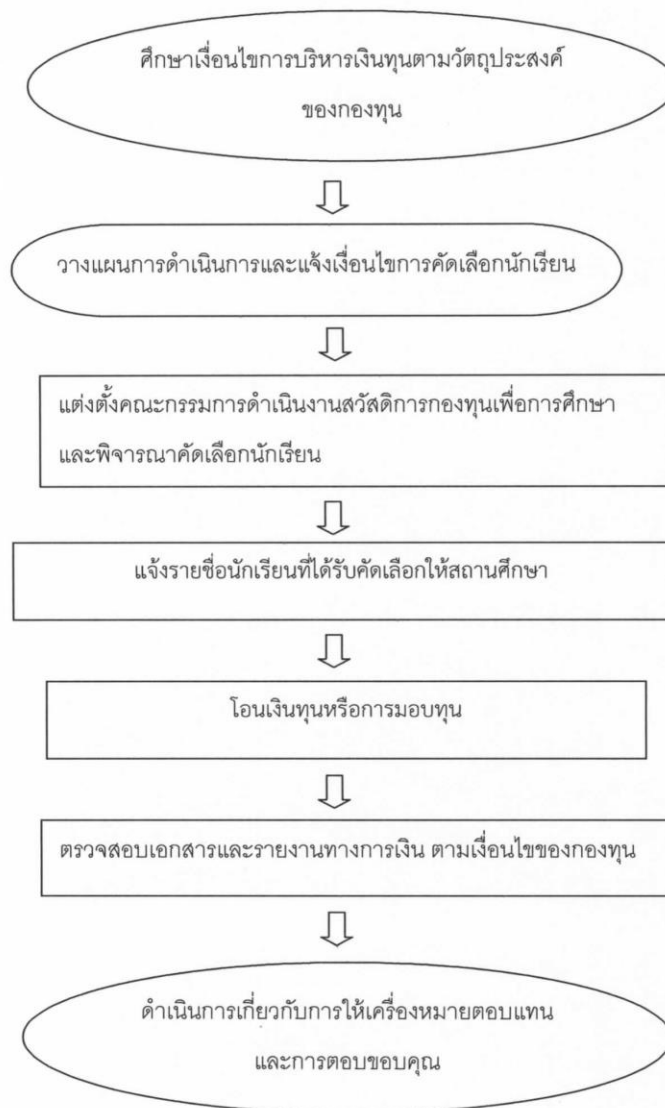 ศึกษาเงื่อนไขการบริหารเงินทุนตามวัตถุประสงค์
ของกองทุน
วางแผนการดำเนินการและแจ้งเงื่อนไขการคัดเลือกนักเรียน
แต่งตั้งคณะกรรมการดำเนินงานสวัสดิการกองทุนเพื่อการศึกษา
และพิจารณาคัดเลือกนักเรียน
แจ้งรายชื่อนักเรียนที่ได้รับคัดเลือกให้สถานศึกษา
โอนเงินทุนหรือการมอบทุน
ตรวจสอบเอกสารและรายงานทางการเงิน ตามเงื่อนไขของกองทุน
ดำเนินการเกี่ยวกับการให้เครื่องหมายตอบแทน
และการตอบขอบคุณ